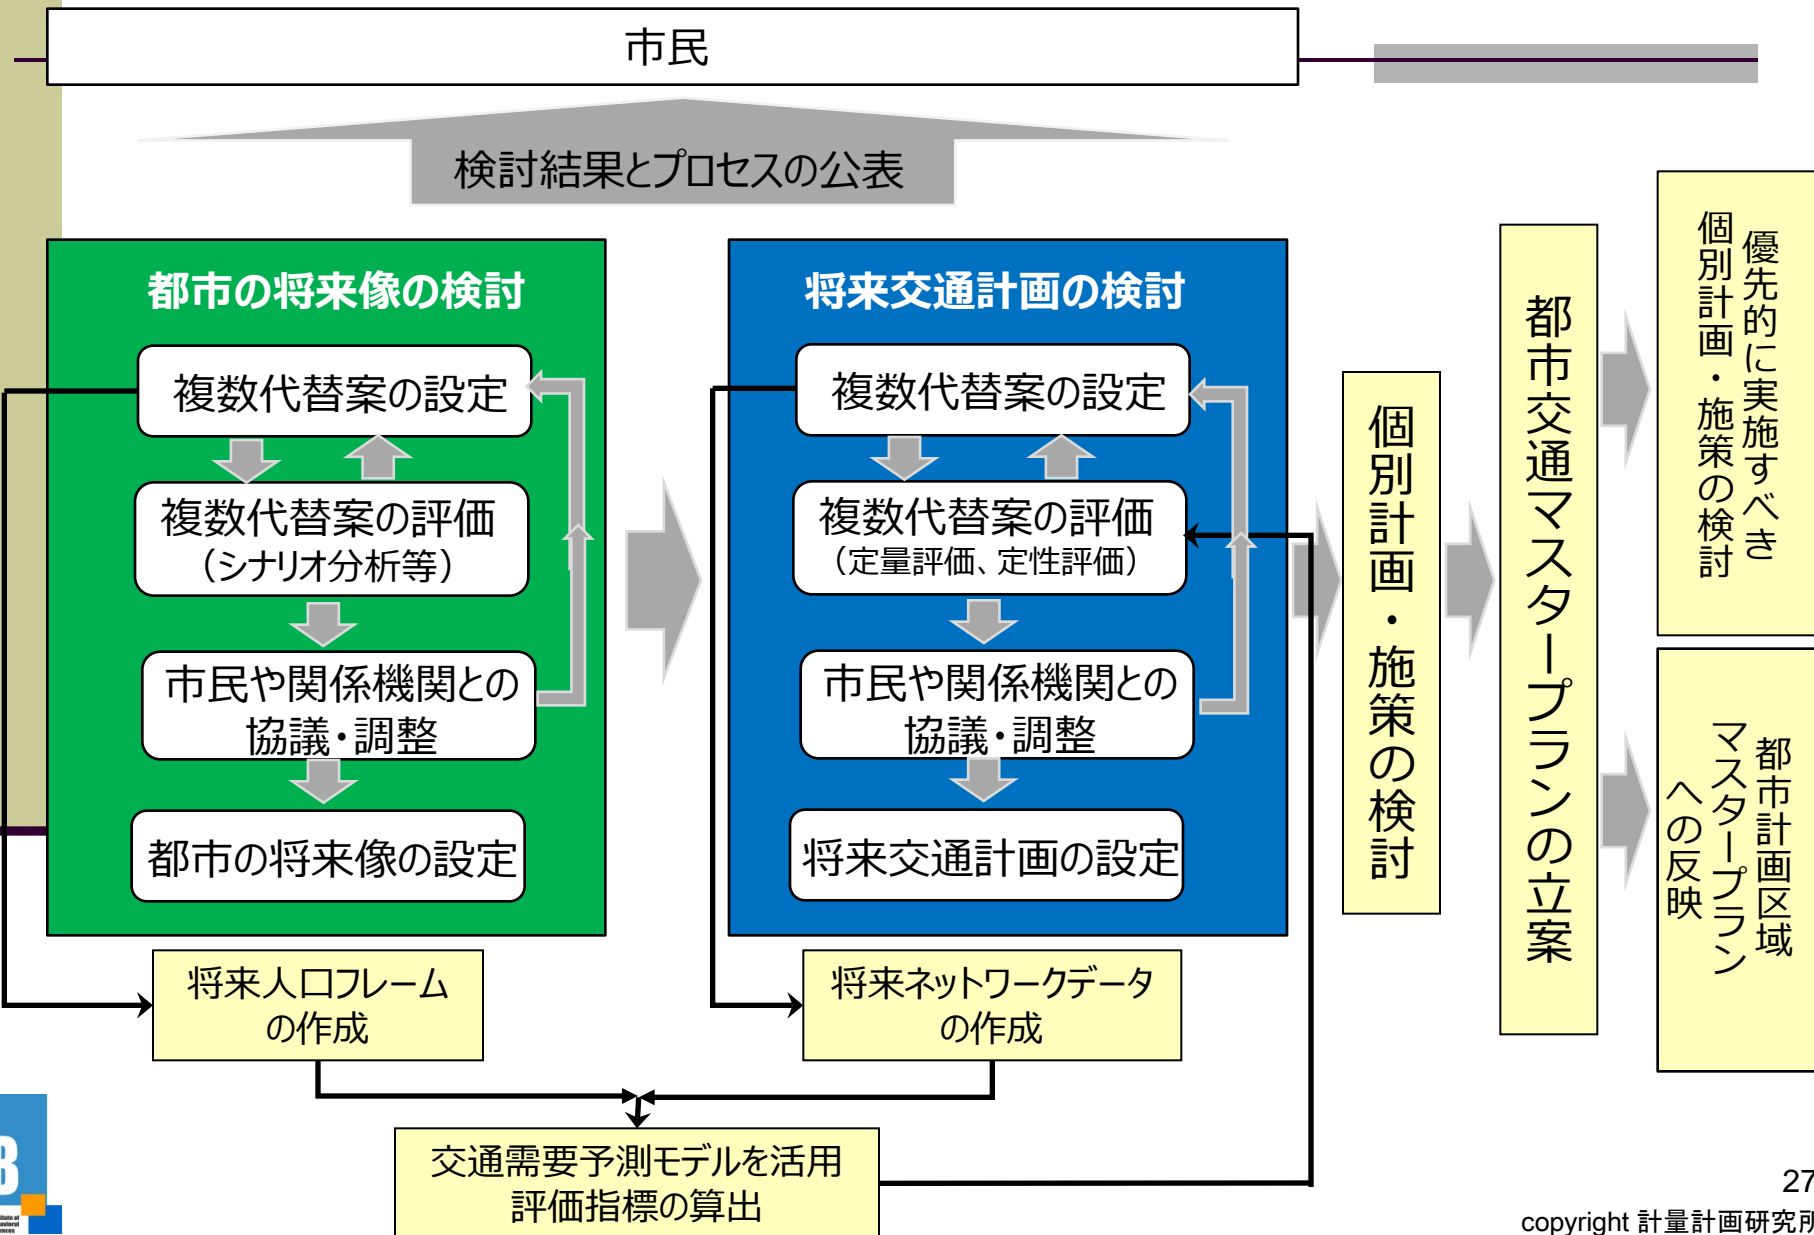 市民
検討結果とプロセスの公表
都市の将来像の検討
複数代替案の設定
複数代替案の評価
（シナリオ分析等）
市民や関係機関との
協議・調整
都市の将来像の設定
将来交通計画の検討
複数代替案の設定
複数代替案の評価
（定量評価、定性評価）
市民や関係機関との
協議・調整
将来交通計画の設定
個別計画・施策の検討
都市交通マスタープランの立案
優先的に実施すべき
個別計画・施策の検討
都市計画区域
マスタープラン
への反映
将来人口フレーム
の作成
将来ネットワークデータ
の作成
交通需要予測モデルを活用
評価指標の算出
27
copyright 計量計画研究所